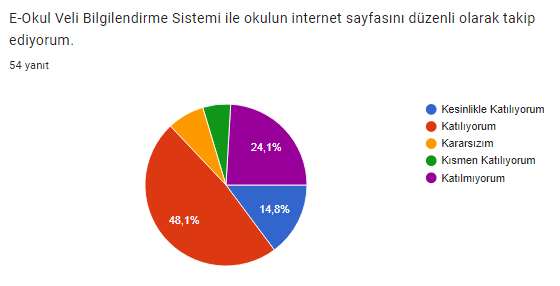 E-Okul Veli Bilgilendirme Sistemi ile okulun internet sayfasını düzenli olarak takip
ediyorum.
54 yanıt
Kesinlikle Katılıyorum
Katılıyorum
Kararsızım
Kısmen Katılıyorum
Katılmıyorum
24,1%
14,8%
48,1%